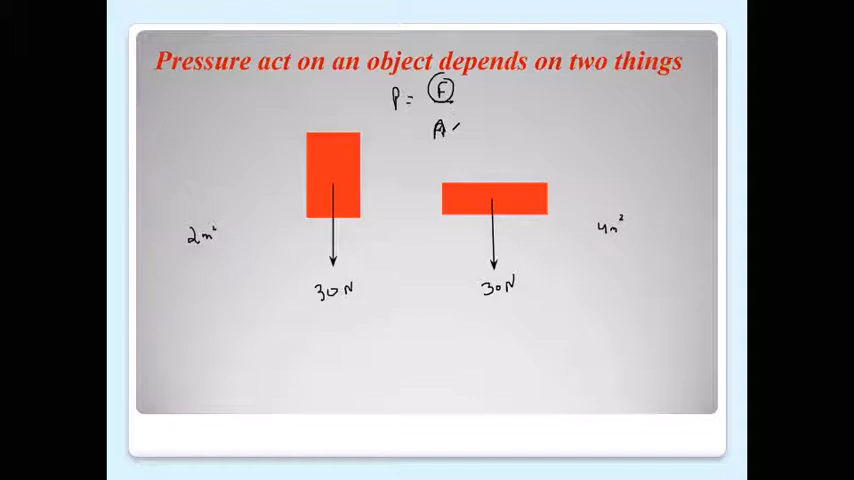 Pressure act on an object depends on two things
P = F
A
2m²
4m²
30N
30N